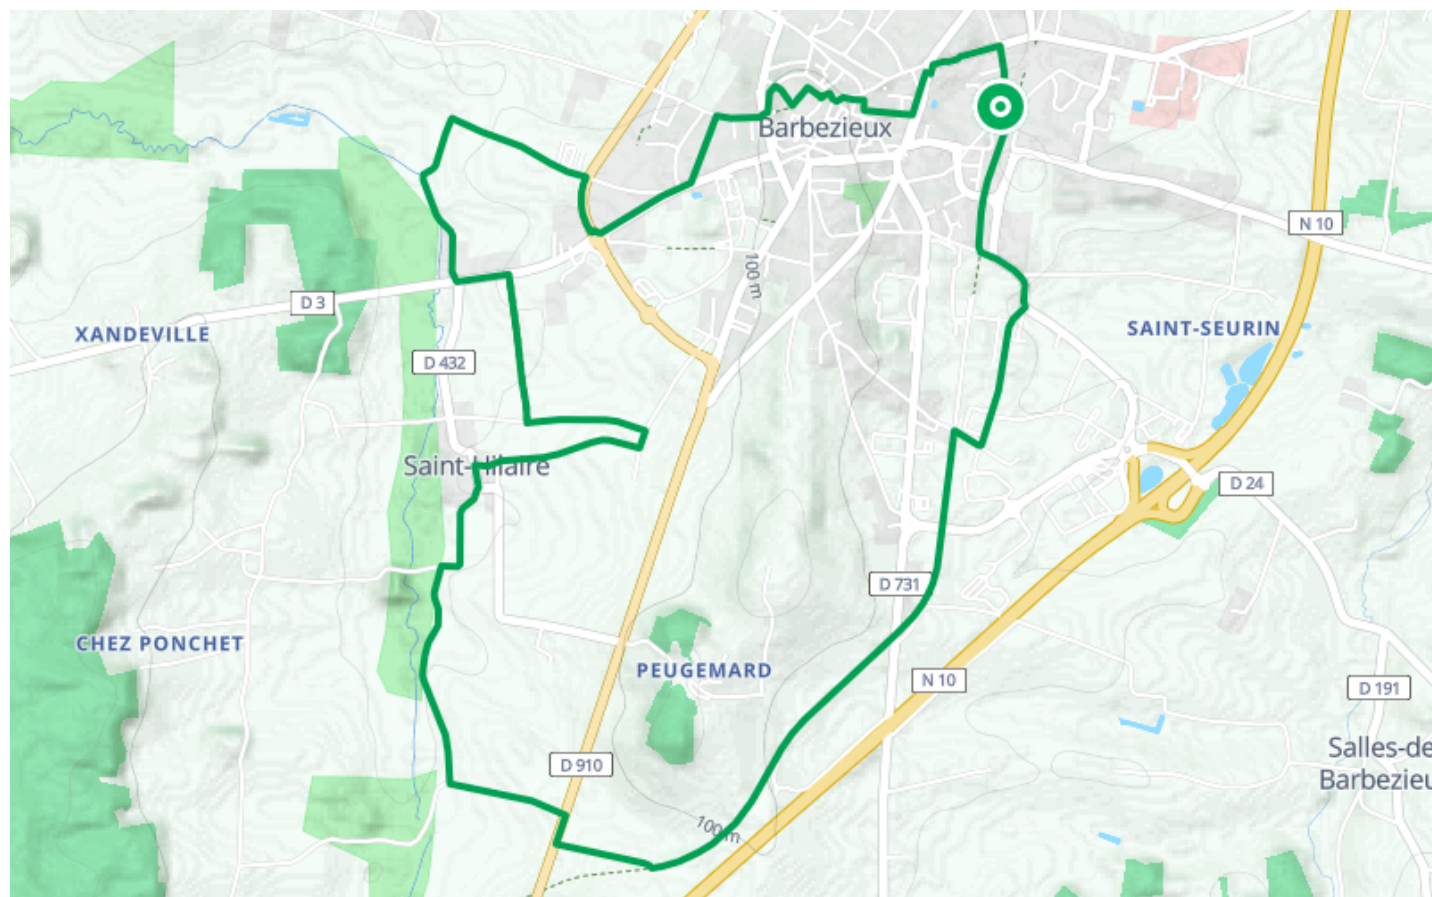 Barbezieux
N 10
100 m
D 3
SAINT-SEURIN
XANDEVILLE
D 432
Saint-Hilaire
D 24
D 731
CHEZ PONCHET
PEUGEMARD
N 10
D 191
Salles-de
Barbezieu
D 910
100 m